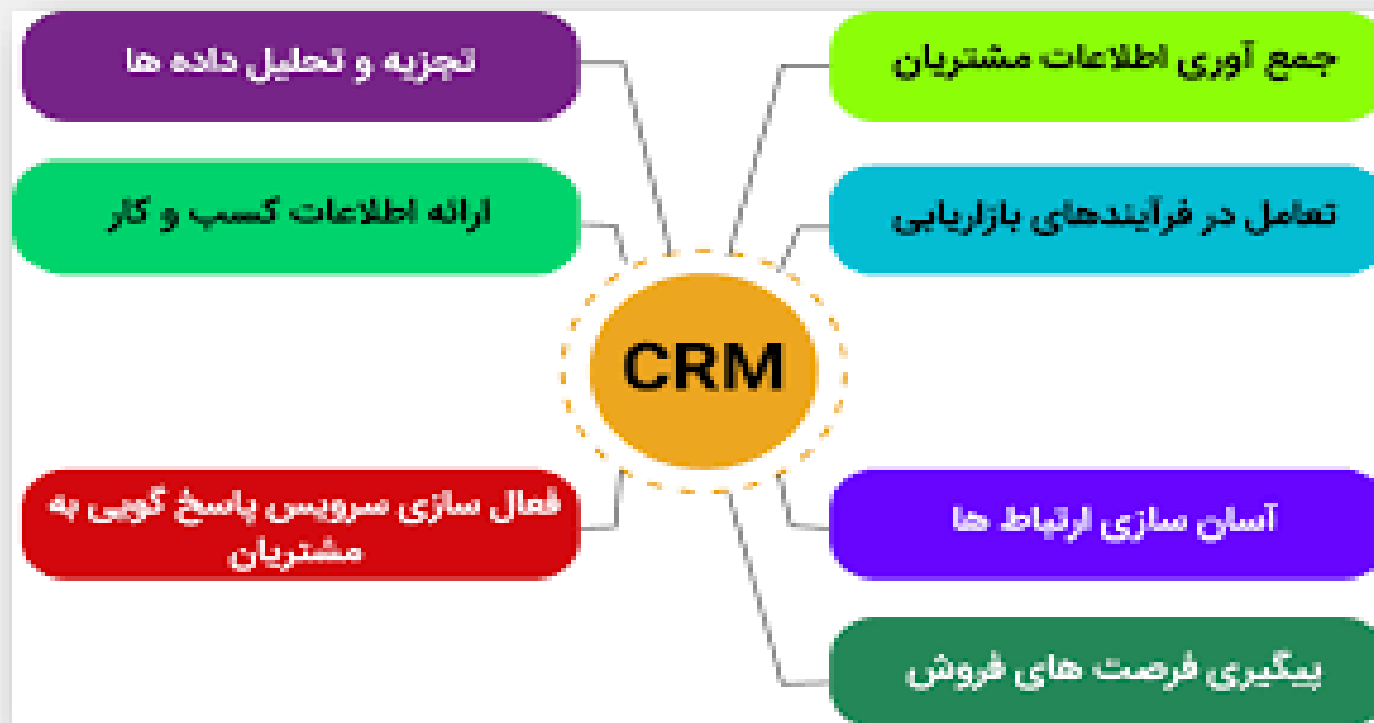 جمع آوری اطلاعات مشتریان
تجزیه و تحلیل داده ها
تعامل در فرآیندهای بازاریابی
ارائه اطلاعات کسب و کار
CRM
آسان سازی ارتباط ها
فعال سازی سرویس پاسخ گویی به
مشتریان
پیگیری فرصت های فروش